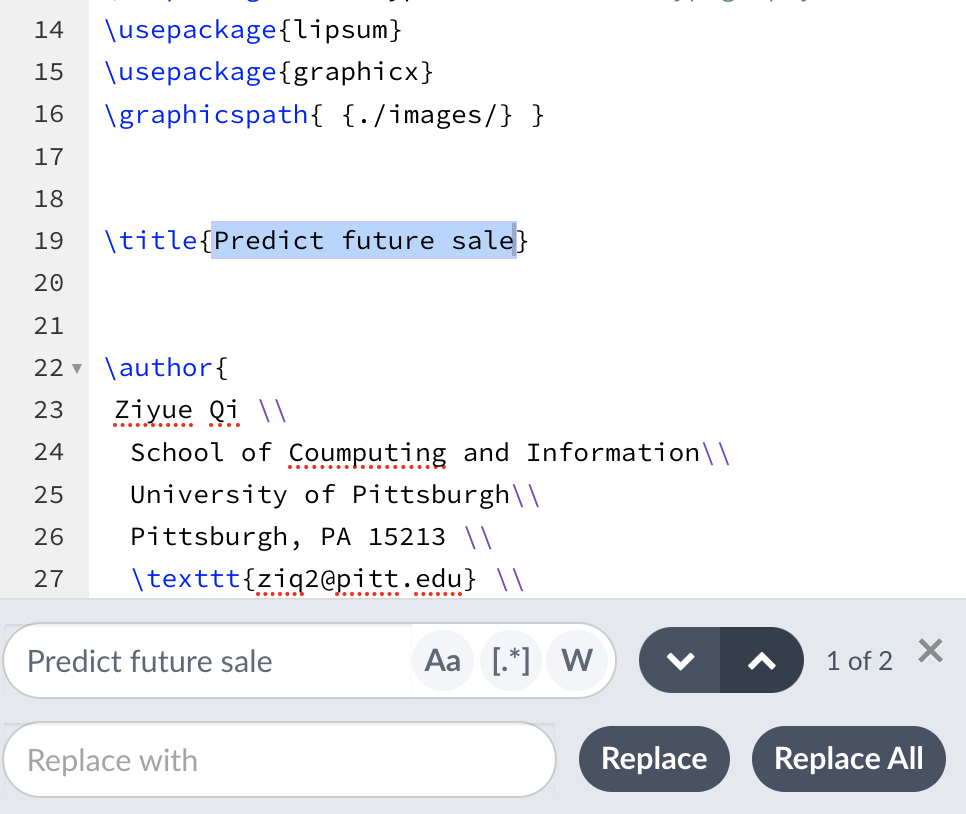 14 \usepackage{lipsum}
15 \usepackage{graphicx}
16 \graphicspath{ {./images/} }
17
18
19 \title{Predict future sale}
20
21
22 \author{
23 Ziyue Qi \\
24 School of Coumputing and Information\\
25 University of Pittsburgh\\
26 Pittsburgh, PA 15213 \\
27 \texttt{ziq2@pitt.edu} \\
Predict future sale Aa [.*] W 1 of 2
Replace with Replace Replace All